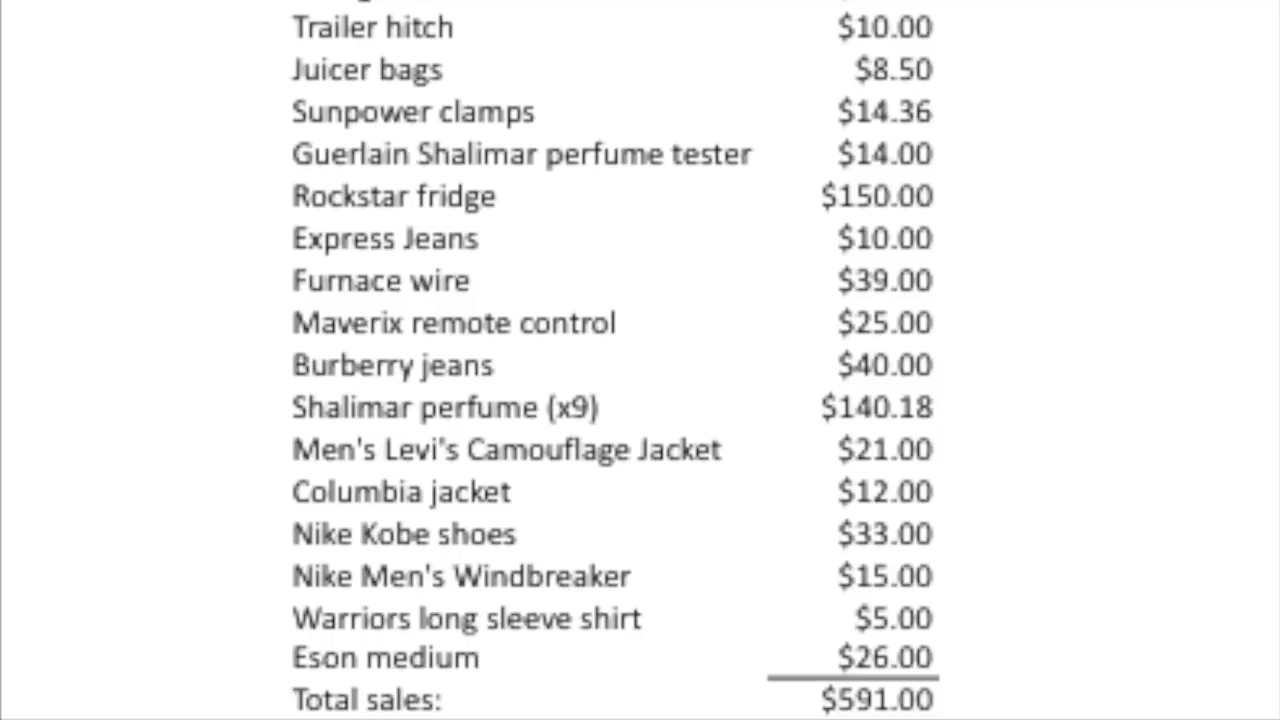 Trailer hitch $10.00
Juicer bags $8.50
Sunpower clamps $14.36
Guerlain Shalimar perfume tester $14.00
Rockstar fridge $150.00
Express Jeans $10.00
Furnace wire $39.00
Maverix remote control $25.00
Burberry jeans $40.00
Shalimar perfume (x9) $140.18
Men's Levi's Camouflage Jacket $21.00
Columbia jacket $12.00
Nike Kobe shoes $33.00
Nike Men's Windbreaker $15.00
Warriors long sleeve shirt $5.00
Eson medium $26.00
Total sales: $591.00